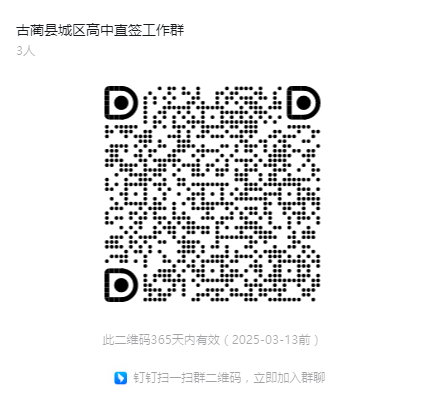 古蔺县城区高中直签工作群
3人
此二维码365天内有效（2025-03-13前）
钉钉扫一扫群二维码，立即加入群聊